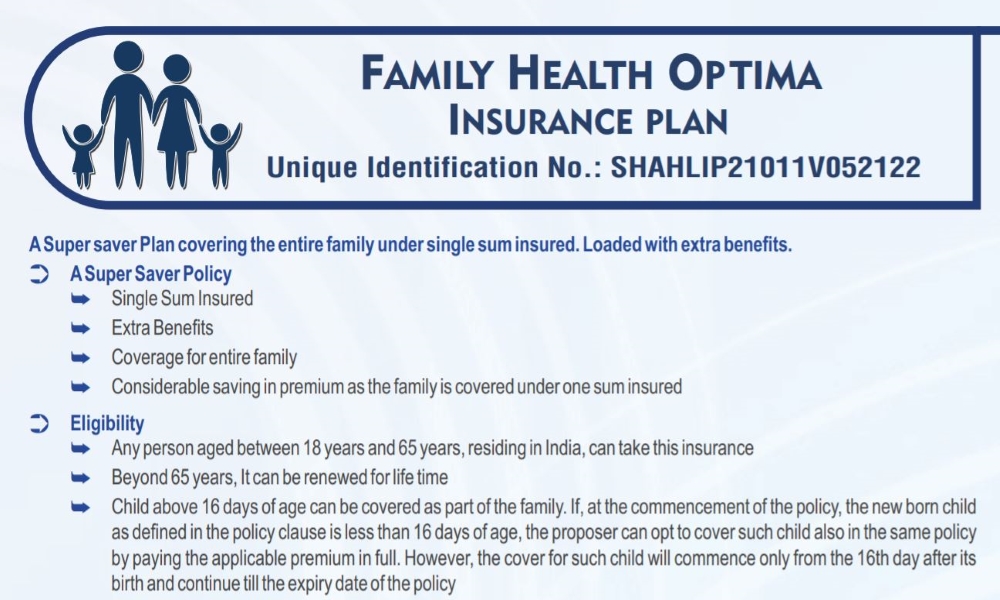 FAMILY HEALTH OPTIMA
INSURANCE PLAN
Unique Identification No.: SHAHLIP21011V052122
A Super saver Plan covering the entire family under single sum insured. Loaded with extra benefits.
A Super Saver Policy
Single Sum Insured
Extra Benefits
Coverage for entire family
Considerable saving in premium as the family is covered under one sum insured
Eligibility
Any person aged between 18 years and 65 years, residing in India, can take this insurance
Beyond 65 years, It can be renewed for life time
Child above 16 days of age can be covered as part of the family. If, at the commencement of the policy, the new born child
as defined in the policy clause is less than 16 days of age, the proposer can opt to cover such child also in the same policy
by paying the applicable premium in full. However, the cover for such child will commence only from the 16th day after its
birth and continue till the expiry date of the policy